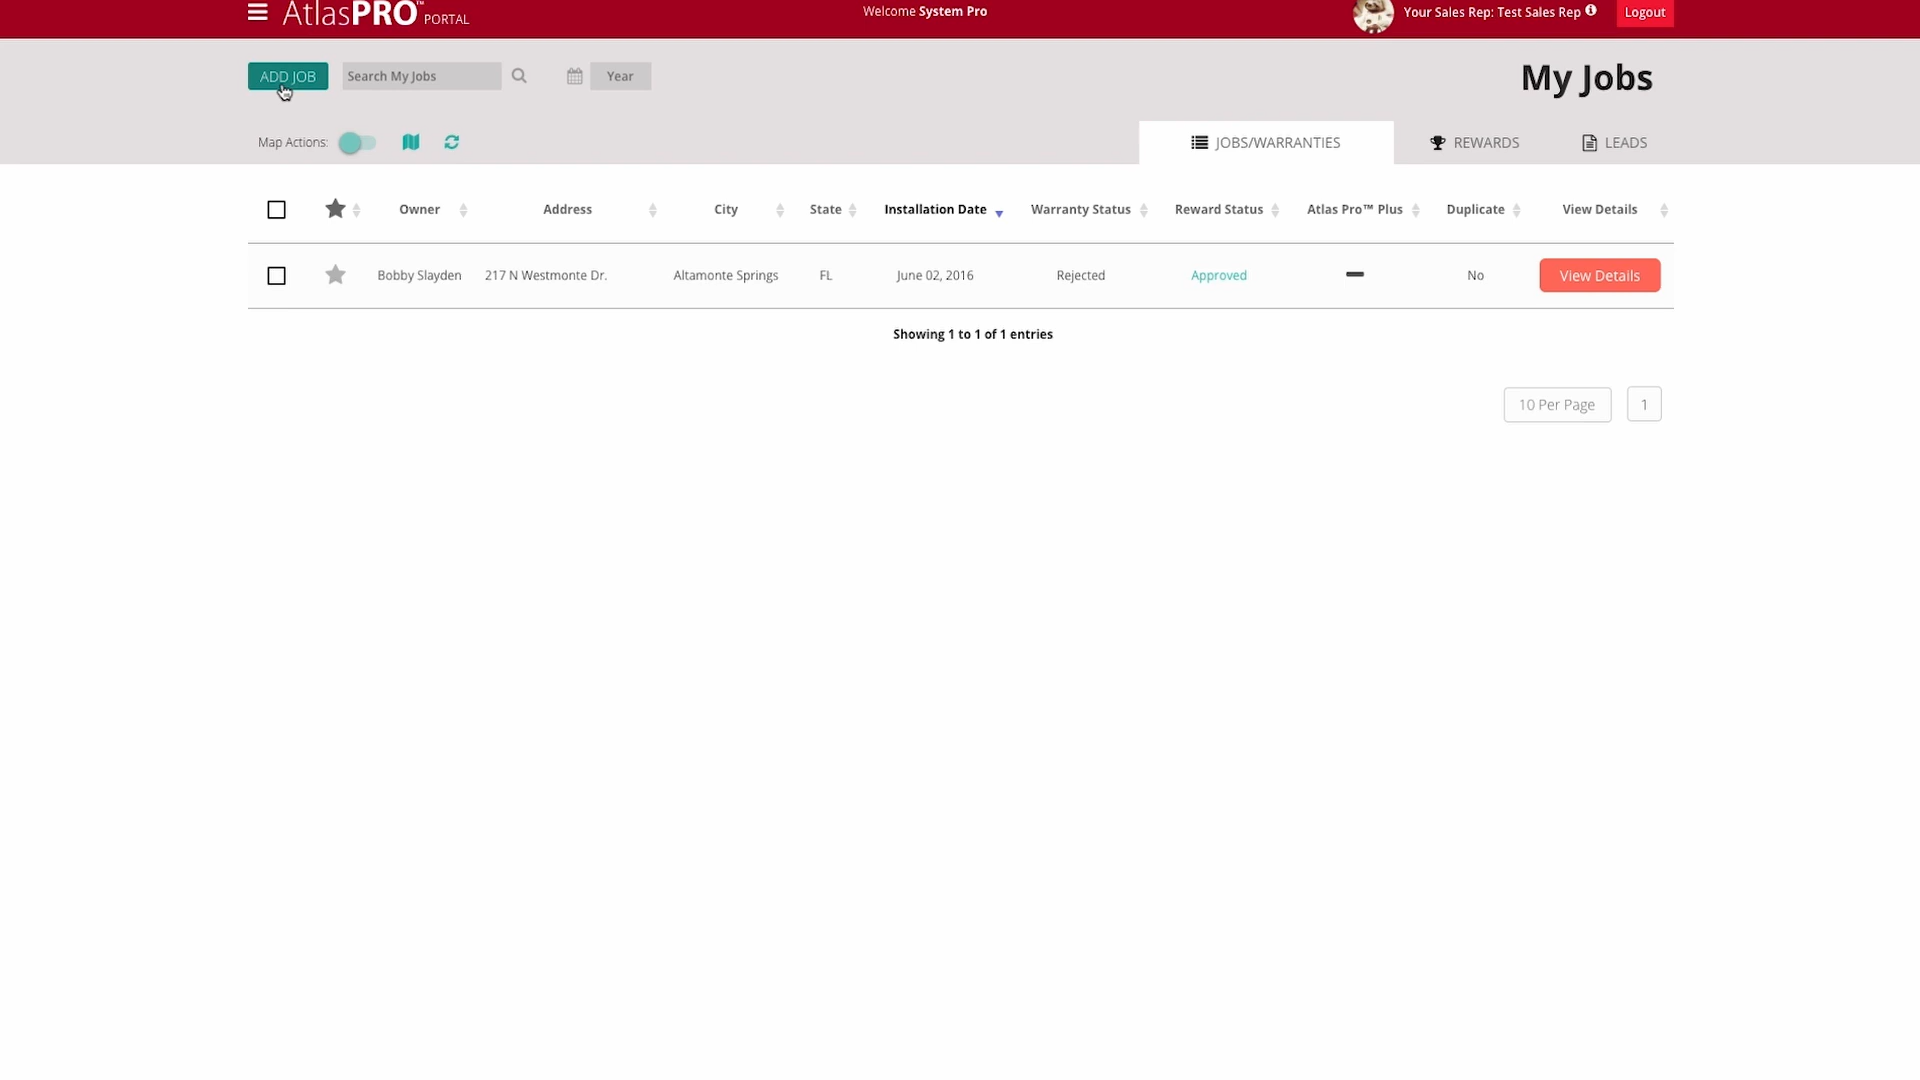 AtlasPRO™ PORTAL
Welcome System Pro
Your Sales Rep: Test Sales Rep
Logout
ADD JOB
Search My Jobs
Year
My Jobs
Map Actions:
JOBS/WARRANTIES
REWARDS
LEADS
Owner Address City State Installation Date Warranty Status Reward Status Atlas Pro™ Plus Duplicate View Details
Bobby Slayden 217 N Westmonte Dr. Altamonte Springs FL June 02, 2016 Rejected Approved No View Details
Showing 1 to 1 of 1 entries
10 Per Page 1